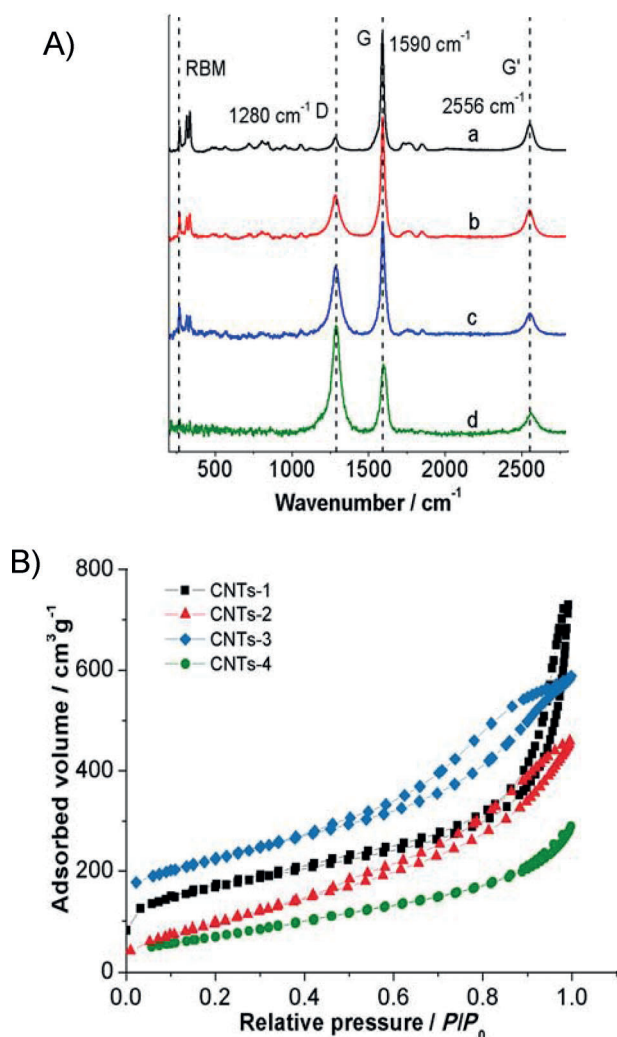 A)
G
1590 cm⁻¹
G'
RBM
1280 cm⁻¹ D
2556 cm⁻¹
a
b
c
d
500 1000 1500 2000 2500
Wavenumber / cm⁻¹
B)
800
600
400
200
0
CNTs-1
CNTs-2
CNTs-3
CNTs-4
Adsorbed volume / cm³g⁻¹
0.0 0.2 0.4 0.6 0.8 1.0
Relative pressure / P/P₀